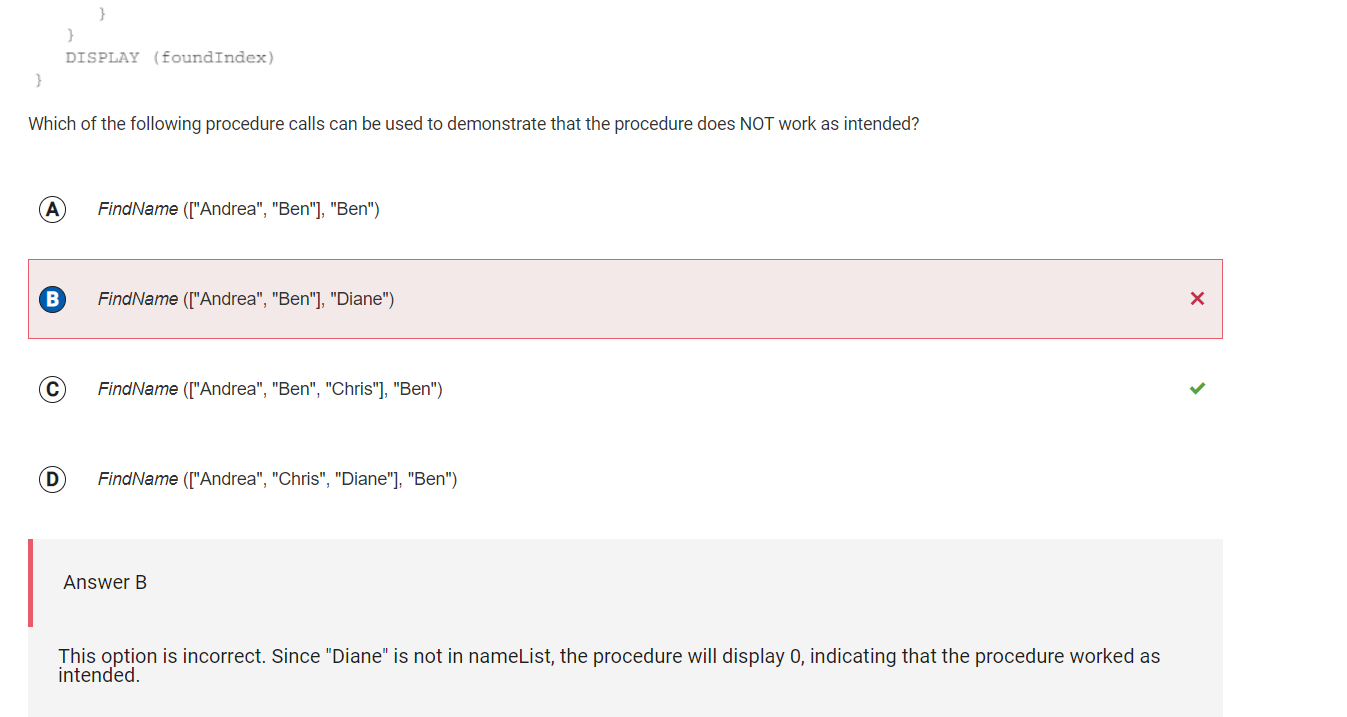 }
}
DISPLAY (foundIndex)
}
Which of the following procedure calls can be used to demonstrate that the procedure does NOT work as intended?
A FindName (["Andrea", "Ben"], "Ben")
B FindName (["Andrea", "Ben"], "Diane")
C FindName (["Andrea", "Ben", "Chris"], "Ben")
D FindName (["Andrea", "Chris", "Diane"], "Ben")
Answer B
This option is incorrect. Since "Diane" is not in nameList, the procedure will display 0, indicating that the procedure worked as
intended.